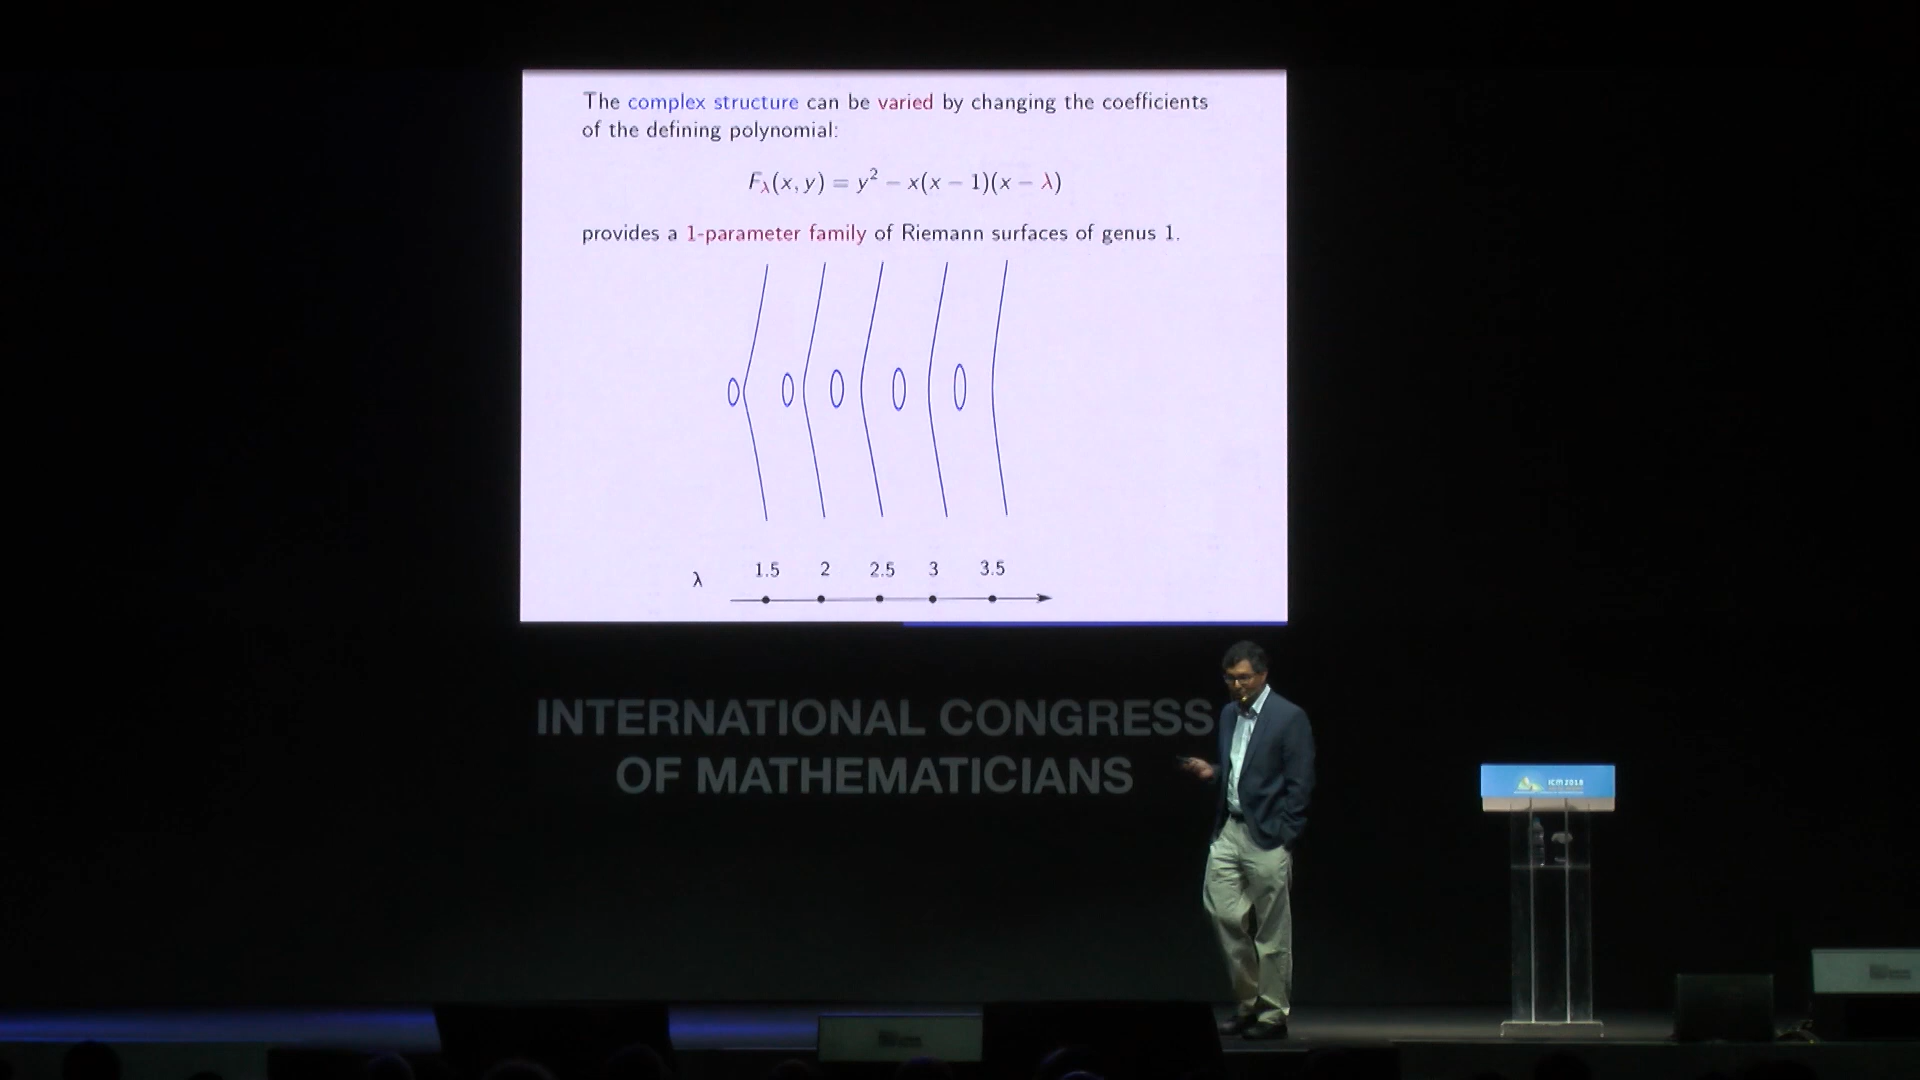 The complex structure can be varied by changing the coefficients
of the defining polynomial:
F_λ(x, y) = y² − x(x − 1)(x − λ)
provides a 1-parameter family of Riemann surfaces of genus 1.
λ 1.5 2 2.5 3 3.5
INTERNATIONAL CONGRESS
OF MATHEMATICIANS
ICM 2018